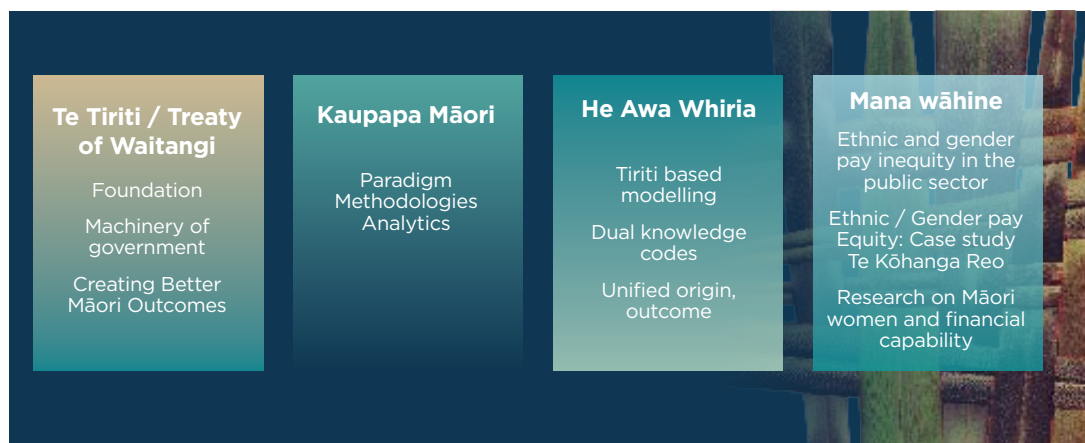 Te Tiriti / Treaty
of Waitangi
Foundation
Machinery of
government
Creating Better
Māori Outcomes
Kaupapa Māori
Paradigm
Methodologies
Analytics
He Awa Whiria
Tiriti based
modelling
Dual knowledge
codes
Unified origin,
outcome
Mana wāhine
Ethnic and gender
pay inequity in the
public sector
Ethnic / Gender pay
Equity: Case study
Te Kōhanga Reo
Research on Māori
women and financial
capability